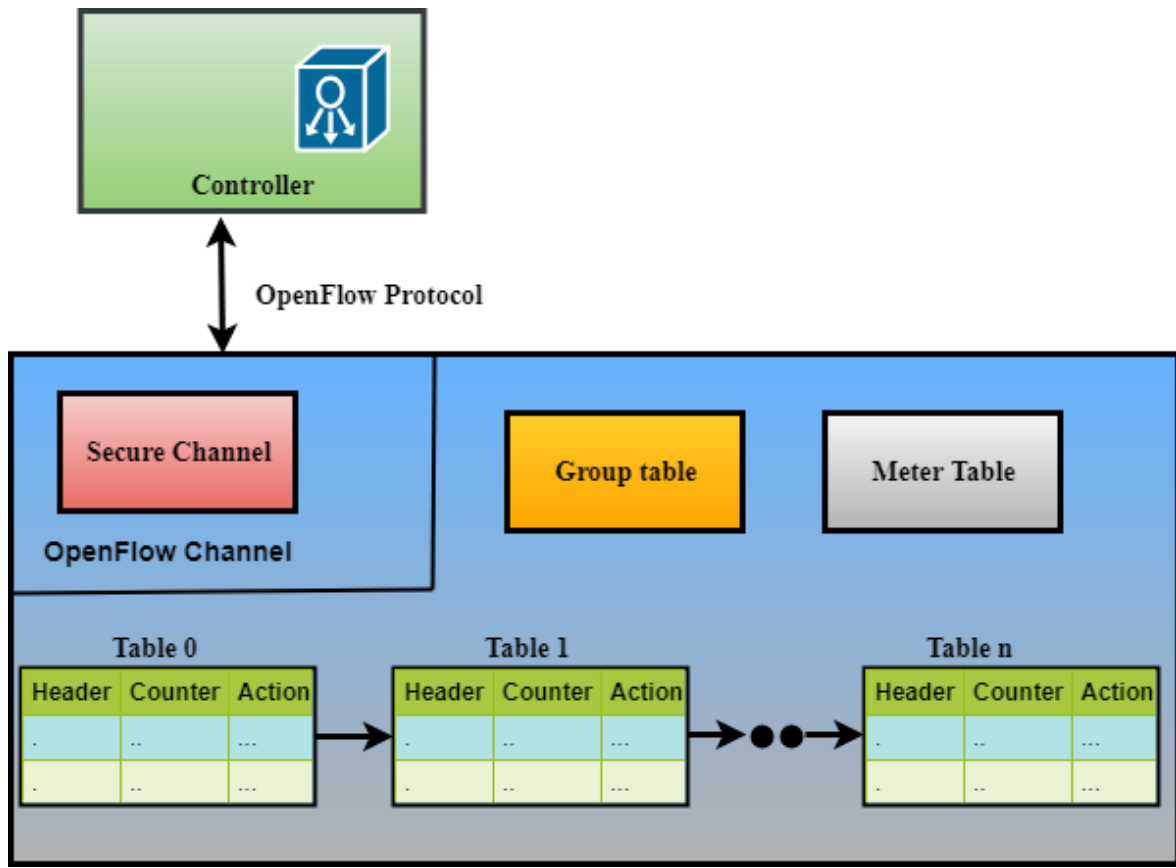 Controller
OpenFlow Protocol
Secure Channel
Group table
Meter Table
OpenFlow Channel
Table 0
Table 1
Table n
Header Counter Action
. .. ...
. .. ...
Header Counter Action
. .. ...
. .. ...
Header Counter Action
. .. ...
. .. ...